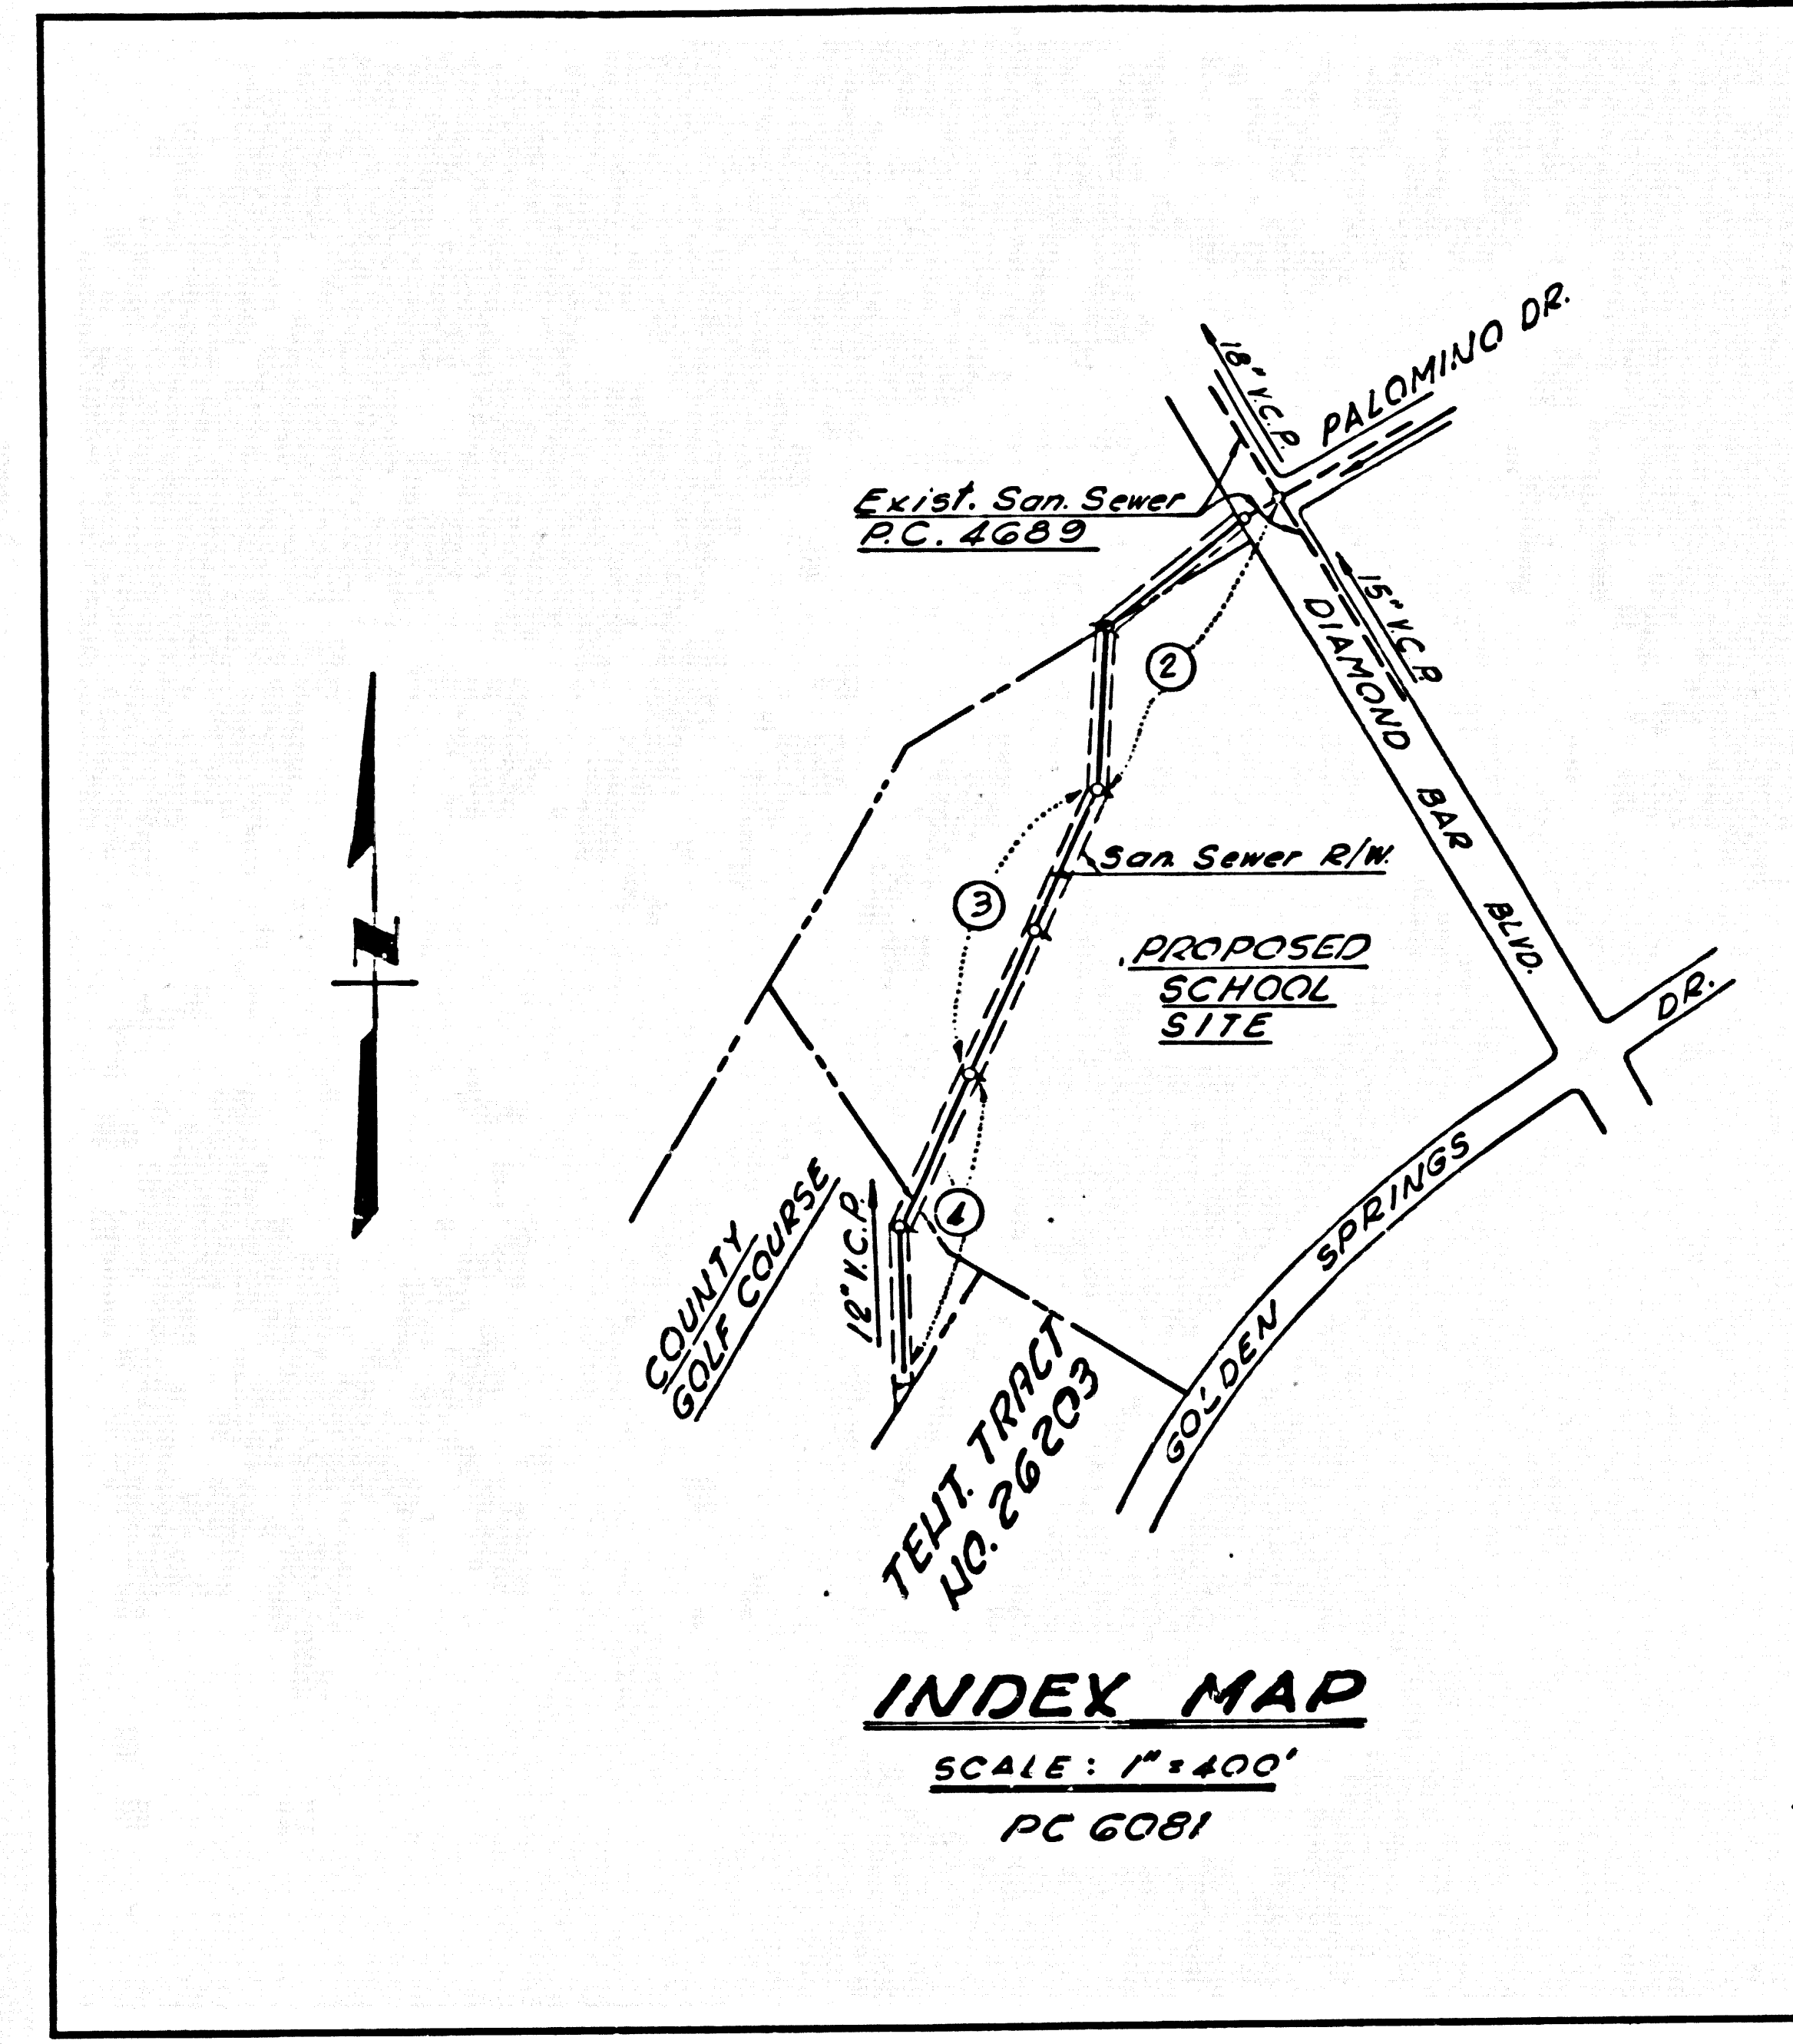 PALOMINO DR.
18" V.C.P.
Exist. San. Sewer
P.C. 4689
15" V.C.P.
2
DIAMOND BAR BLVD.
San. Sewer R/W.
3
N
PROPOSED
SCHOOL
SITE
DR.
GOLDEN SPRINGS
COUNTY
GOLF COURSE
12" V.C.P.
TENT. TRACT
NO. 26203
INDEX MAP
SCALE: 1"=400'
PC 6081